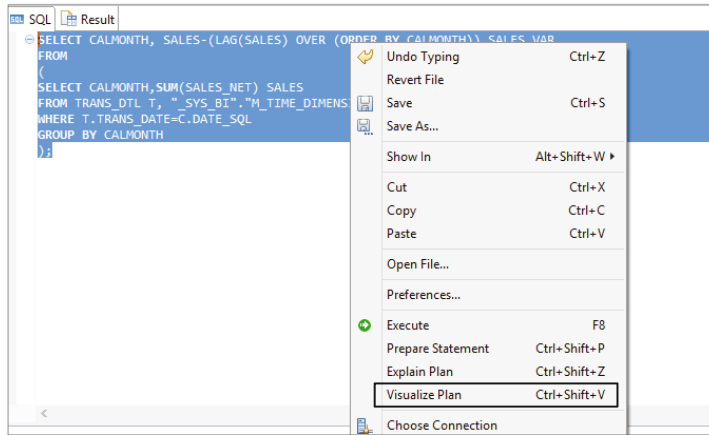 SQL Result
SELECT CALMONTH, SALES-(LAG(SALES) OVER (ORDER BY CALMONTH)) SALES_VAR
FROM
(
SELECT CALMONTH,SUM(SALES_NET) SALES
FROM TRANS_DTL T, "_SYS_BI"."M_TIME_DIMENSI
WHERE T.TRANS_DATE=C.DATE_SQL
GROUP BY CALMONTH
);
Undo Typing Ctrl+Z
Revert File
Save Ctrl+S
Save As...
Show In Alt+Shift+W
Cut Ctrl+X
Copy Ctrl+C
Paste Ctrl+V
Open File...
Preferences...
Execute F8
Prepare Statement Ctrl+Shift+P
Explain Plan Ctrl+Shift+Z
Visualize Plan Ctrl+Shift+V
Choose Connection